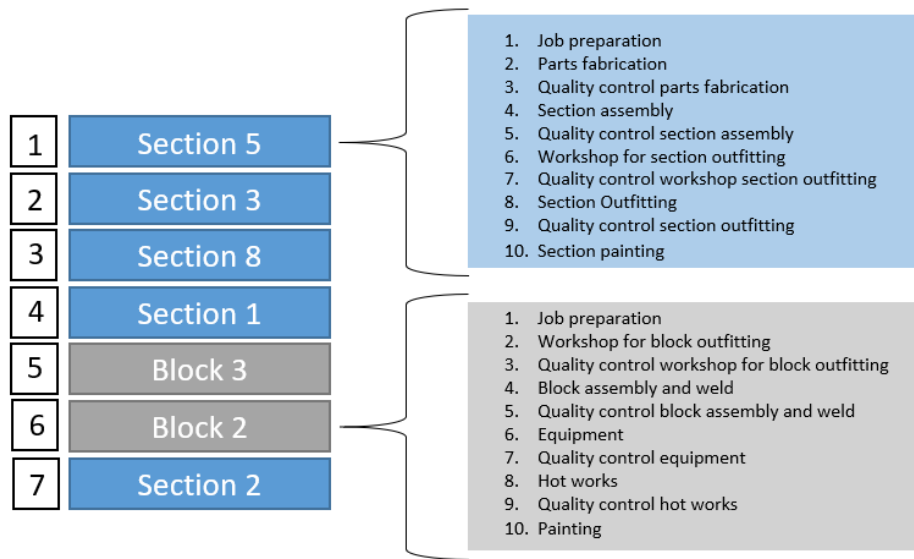 1 Section 5
2 Section 3
3 Section 8
4 Section 1
5 Block 3
6 Block 2
7 Section 2
1. Job preparation
2. Parts fabrication
3. Quality control parts fabrication
4. Section assembly
5. Quality control section assembly
6. Workshop for section outfitting
7. Quality control workshop section outfitting
8. Section Outfitting
9. Quality control section outfitting
10. Section painting
1. Job preparation
2. Workshop for block outfitting
3. Quality control workshop for block outfitting
4. Block assembly and weld
5. Quality control block assembly and weld
6. Equipment
7. Quality control equipment
8. Hot works
9. Quality control hot works
10. Painting